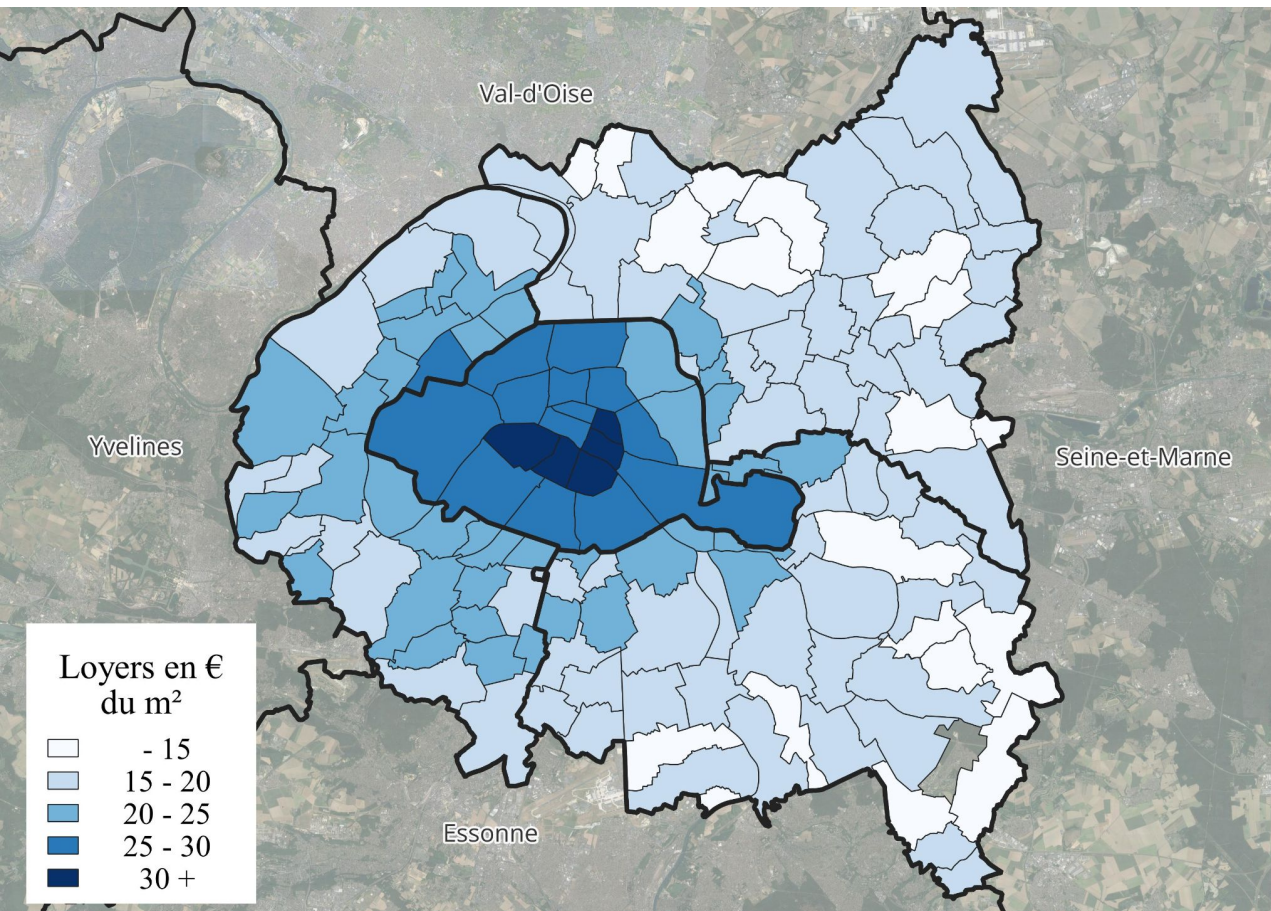 Val-d'Oise
Yvelines
Seine-et-Marne
Essonne
Loyers en €
du m²
- 15
15 - 20
20 - 25
25 - 30
30 +